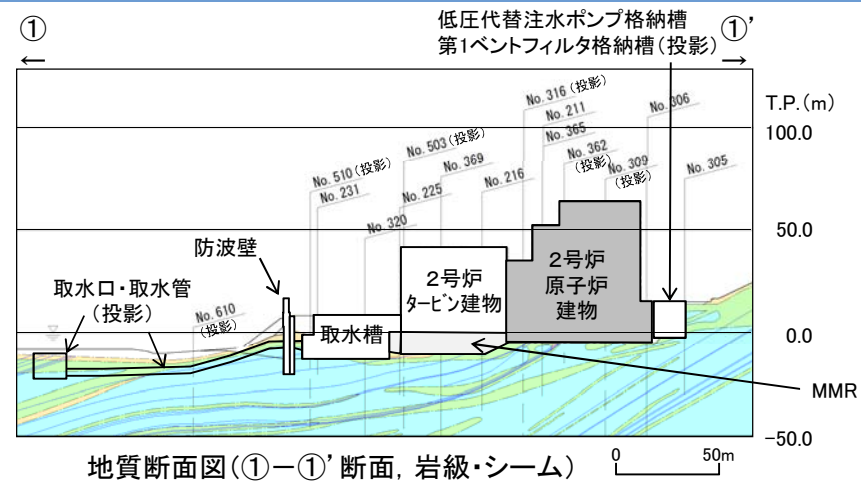 低圧代替注水ポンプ格納槽
第1ベントフィルタ格納槽(投影)
① ①’
← →
T.P.(m)
No. 316 (投影)
No. 306
No. 211
100.0
No. 503 (投影)
No. 365
No. 510 (投影)
No. 369
No. 362
(投影)
No. 309
(投影)
No. 305
No. 231
No. 225
No. 216
No. 320
50.0
防波壁
2号炉
タービン建物
2号炉
原子炉
建物
取水口・取水管
(投影)
No. 610
(投影)
取水槽
0.0
MMR
-50.0
地質断面図(①-①’断面, 岩級・シーム)
0 50m